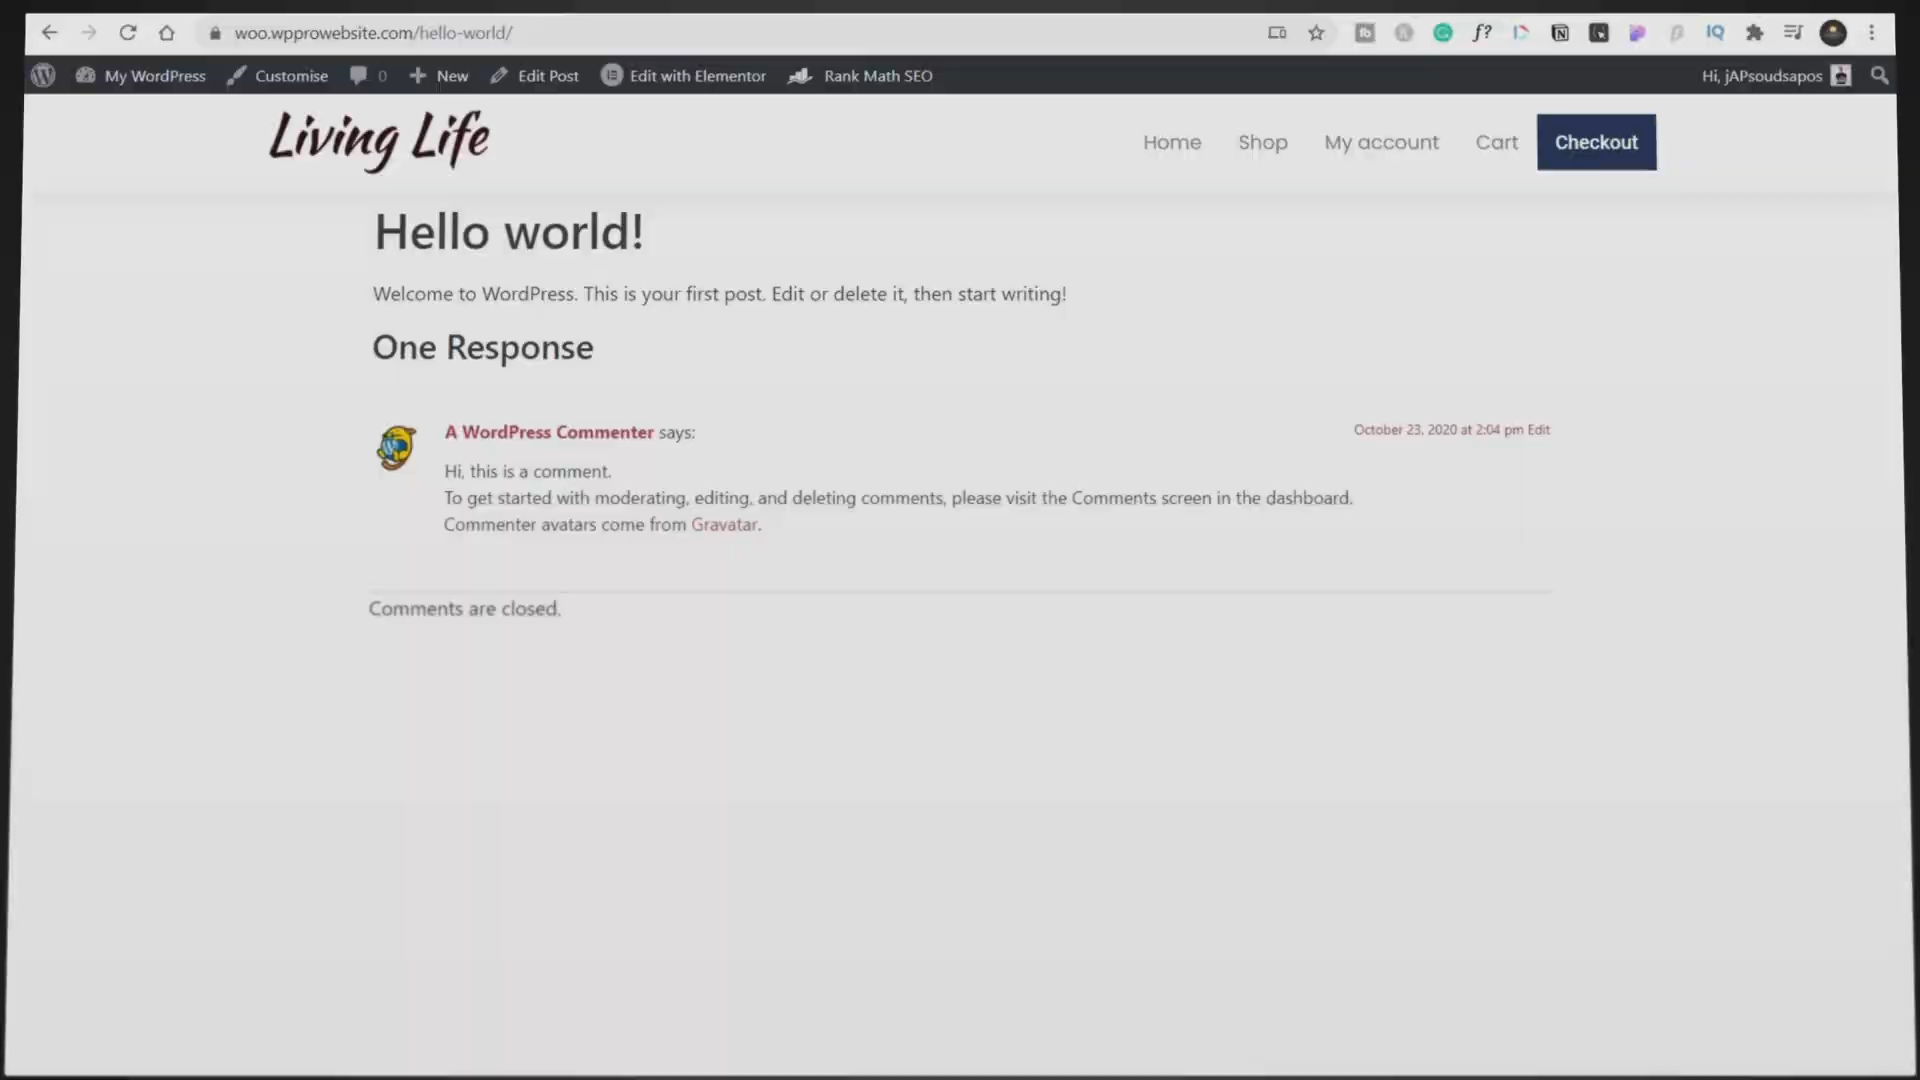 woo.wpprowebsite.com/hello-world/
f?
IQ
My WordPress
Customise
0
New
Edit Post
Edit with Elementor
Rank Math SEO
Hi, jAPsoudsapos
Living Life
Home
Shop
My account
Cart
Checkout
Hello world!
Welcome to WordPress. This is your first post. Edit or delete it, then start writing!
One Response
A WordPress Commenter says:
October 23, 2020 at 2:04 pm Edit
Hi, this is a comment.
To get started with moderating, editing, and deleting comments, please visit the Comments screen in the dashboard.
Commenter avatars come from Gravatar.
Comments are closed.